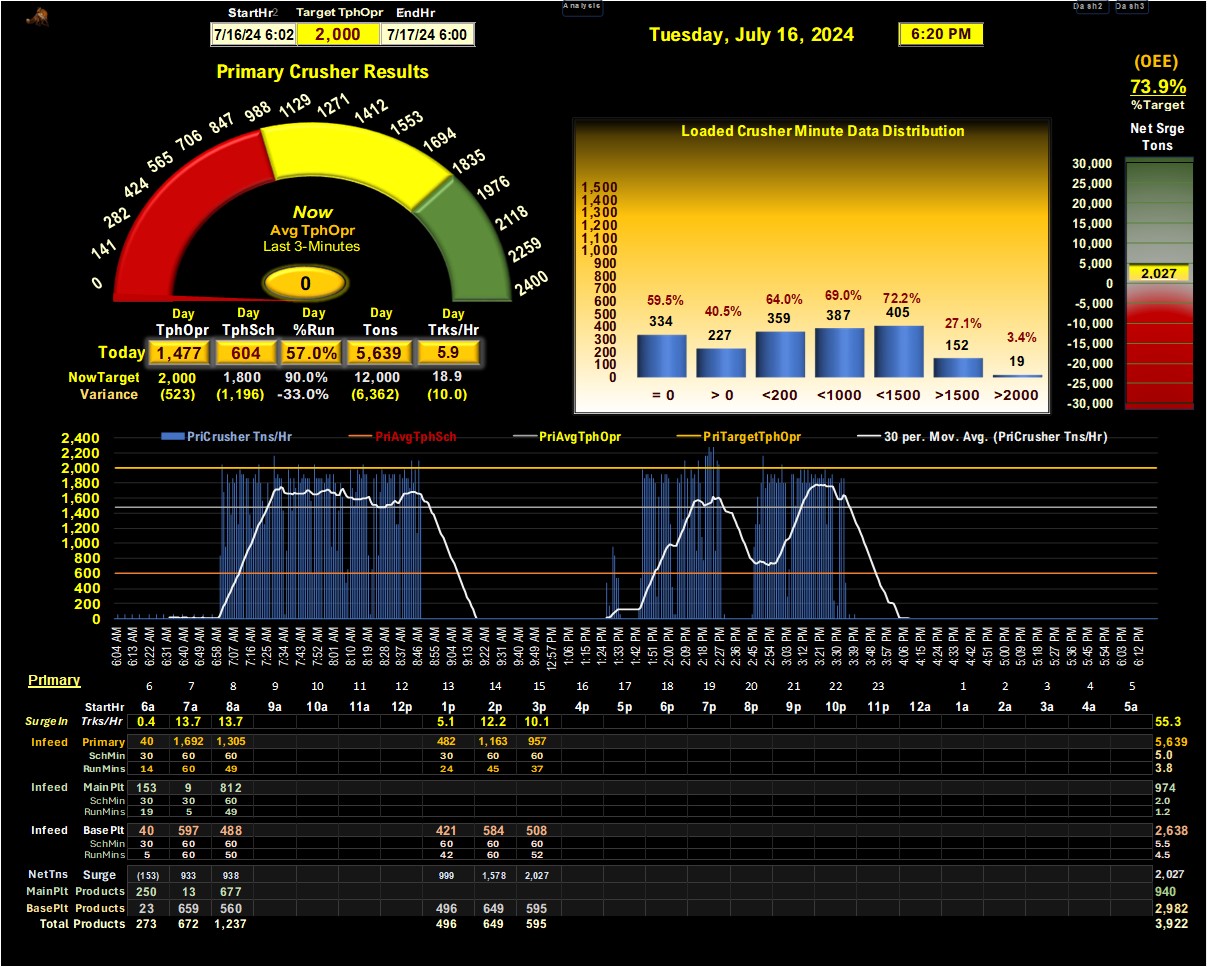 StartHr2 Target TphOpr EndHr
7/16/24 6:02 2,000 7/17/24 6:00
Analysis
Dash2 Dash3
Tuesday, July 16, 2024 6:20 PM
(OEE)
73.9%
%Target
Net Srge
Tons
30,000
25,000
20,000
15,000
10,000
5,000
2,027
0
-5,000
-10,000
-15,000
-20,000
-25,000
-30,000
Primary Crusher Results
0 141 282 424 565 706 847 988 1129 1271 1412 1553 1694 1835 1976 2118 2259 2400
Now
Avg TphOpr
Last 3-Minutes
0
Day Day Day Day Day
TphOpr TphSch %Run Tons Trks/Hr
Today 1,477 604 57.0% 5,639 5.9
NowTarget 2,000 1,800 90.0% 12,000 18.9
Variance (523) (1,196) -33.0% (6,362) (10.0)
Loaded Crusher Minute Data Distribution
1,500
1,400
1,300
1,200
1,100
1,000
900
800
700
600
500
400
300
200
100
0
59.5% 40.5% 64.0% 69.0% 72.2% 27.1% 3.4%
334 227 359 387 405 152 19
= 0 > 0 <200 <1000 <1500 >1500 >2000
PriCrusher Tns/Hr PriAvgTphSch PriAvgTphOpr PriTargetTphOpr 30 per. Mov. Avg. (PriCrusher Tns/Hr)
2,400
2,200
2,000
1,800
1,600
1,400
1,200
1,000
800
600
400
200
0
6:04 AM 6:13 AM 6:22 AM 6:31 AM 6:40 AM 6:49 AM 6:58 AM 7:07 AM 7:16 AM 7:25 AM 7:34 AM 7:43 AM 7:52 AM 8:01 AM 8:10 AM 8:19 AM 8:28 AM 8:37 AM 8:46 AM 8:55 AM 9:04 AM 9:13 AM 9:22 AM 9:31 AM 9:40 AM 9:49 AM 12:57 PM 1:06 PM 1:15 PM 1:24 PM 1:33 PM 1:42 PM 1:51 PM 2:00 PM 2:09 PM 2:18 PM 2:27 PM 2:36 PM 2:45 PM 2:54 PM 3:03 PM 3:12 PM 3:21 PM 3:30 PM 3:39 PM 3:48 PM 3:57 PM 4:06 PM 4:15 PM 4:24 PM 4:33 PM 4:42 PM 4:51 PM 5:00 PM 5:09 PM 5:18 PM 5:27 PM 5:36 PM 5:45 PM 5:54 PM 6:03 PM 6:12 PM
Primary
6 7 8 9 10 11 12 13 14 15 16 17 18 19 20 21 22 23 1 2 3 4 5
StartHr 6a 7a 8a 9a 10a 11a 12p 1p 2p 3p 4p 5p 6p 7p 8p 9p 10p 11p 12a 1a 2a 3a 4a 5a
SurgeIn Trks/Hr 0.4 13.7 13.7 5.1 12.2 10.1 55.3
Infeed Primary 40 1,692 1,305 482 1,163 957 5,639
SchMin 30 60 60 30 60 60 5.0
RunMins 14 60 49 24 45 37 3.8
Infeed MainPlt 153 9 812 974
SchMin 30 30 60 2.0
RunMins 19 5 49 1.2
Infeed BasePlt 40 597 488 421 584 508 2,638
SchMin 30 60 60 60 60 60 5.5
RunMins 5 60 50 42 60 52 4.5
NetTns Surge (153) 933 938 999 1,578 2,027 2,027
MainPlt Products 250 13 677 940
BasePlt Products 23 659 560 496 649 595 2,982
Total Products 273 672 1,237 496 649 595 3,922